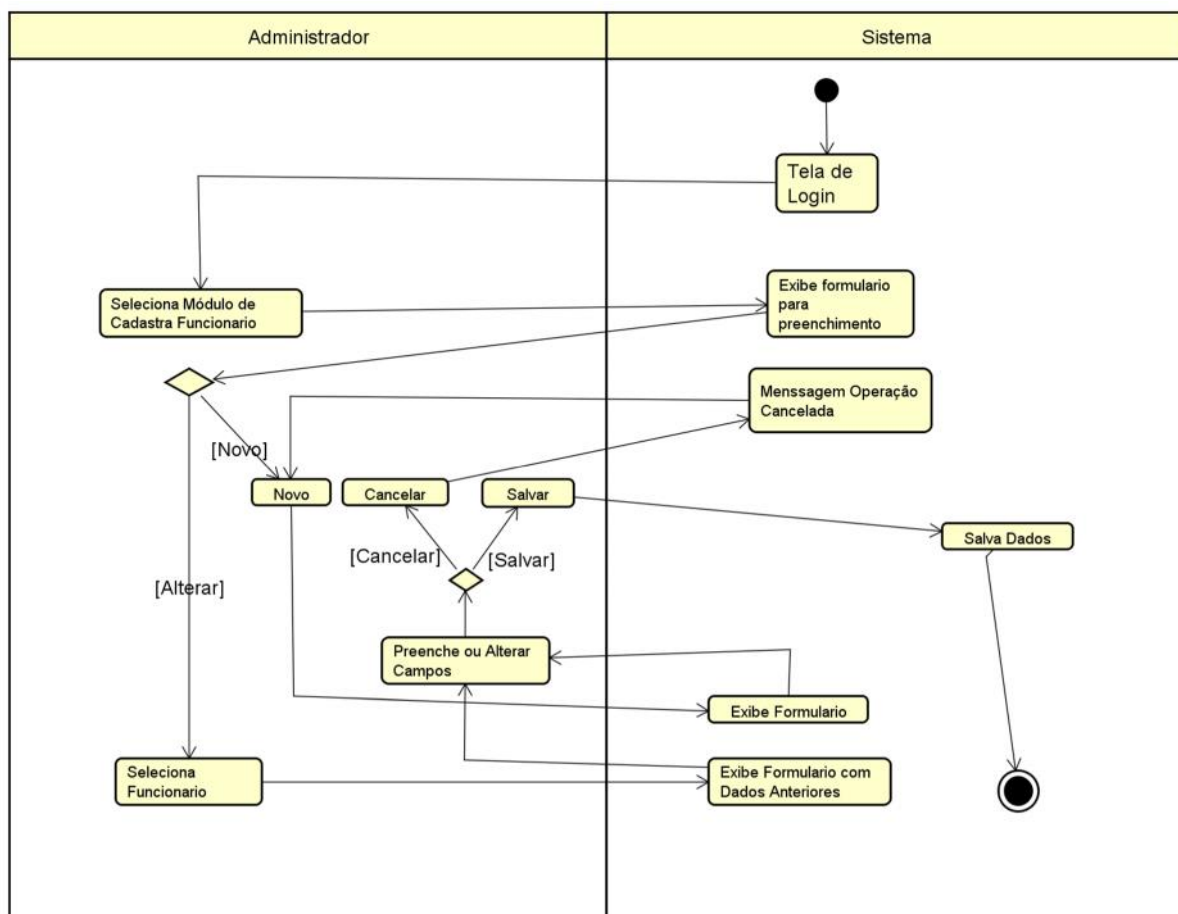 Administrador
Sistema
Tela de
Login
Seleciona Módulo de
Cadastra Funcionario
Exibe formulario
para
preenchimento
Menssagem Operação
Cancelada
[Novo]
Novo
Cancelar
Salvar
Salva Dados
[Cancelar]
[Salvar]
[Alterar]
Preenche ou Alterar
Campos
Exibe Formulario
Seleciona
Funcionario
Exibe Formulario com
Dados Anteriores